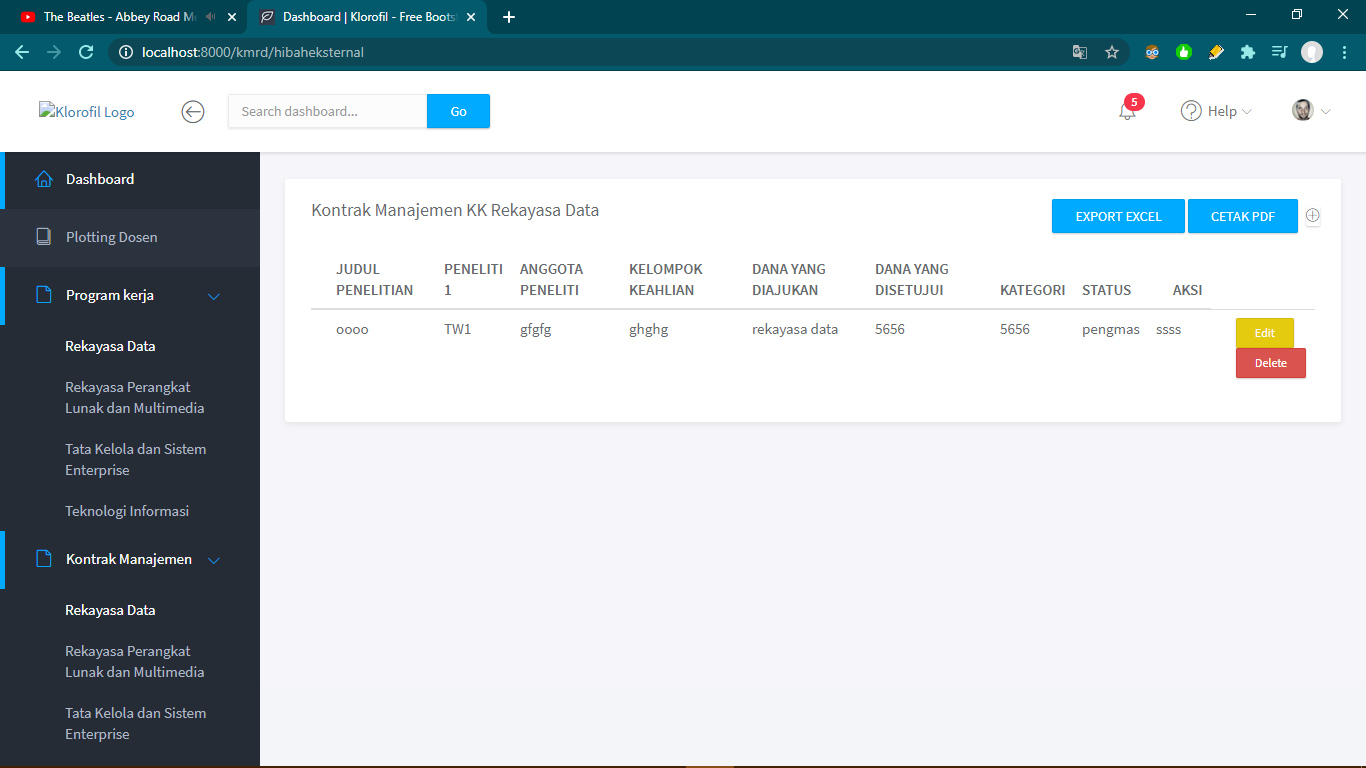 The Beatles - Abbey Road M
Dashboard | Klorofil - Free Boots
localhost:8000/kmrd/hibaheksternal
Klorofil Logo
Search dashboard...
Go
5
Help
Dashboard
Plotting Dosen
Program kerja
Rekayasa Data
Rekayasa Perangkat
Lunak dan Multimedia
Tata Kelola dan Sistem
Enterprise
Teknologi Informasi
Kontrak Manajemen
Rekayasa Data
Rekayasa Perangkat
Lunak dan Multimedia
Tata Kelola dan Sistem
Enterprise
Kontrak Manajemen KK Rekayasa Data
EXPORT EXCEL
CETAK PDF
JUDUL PENELITI ANGGOTA KELOMPOK DANA YANG DANA YANG
PENELITIAN 1 PENELITI KEAHLIAN DIAJUKAN DISETUJUI KATEGORI STATUS AKSI
oooo TW1 gfgfg ghghg rekayasa data 5656 5656 pengmas ssss Edit
Delete